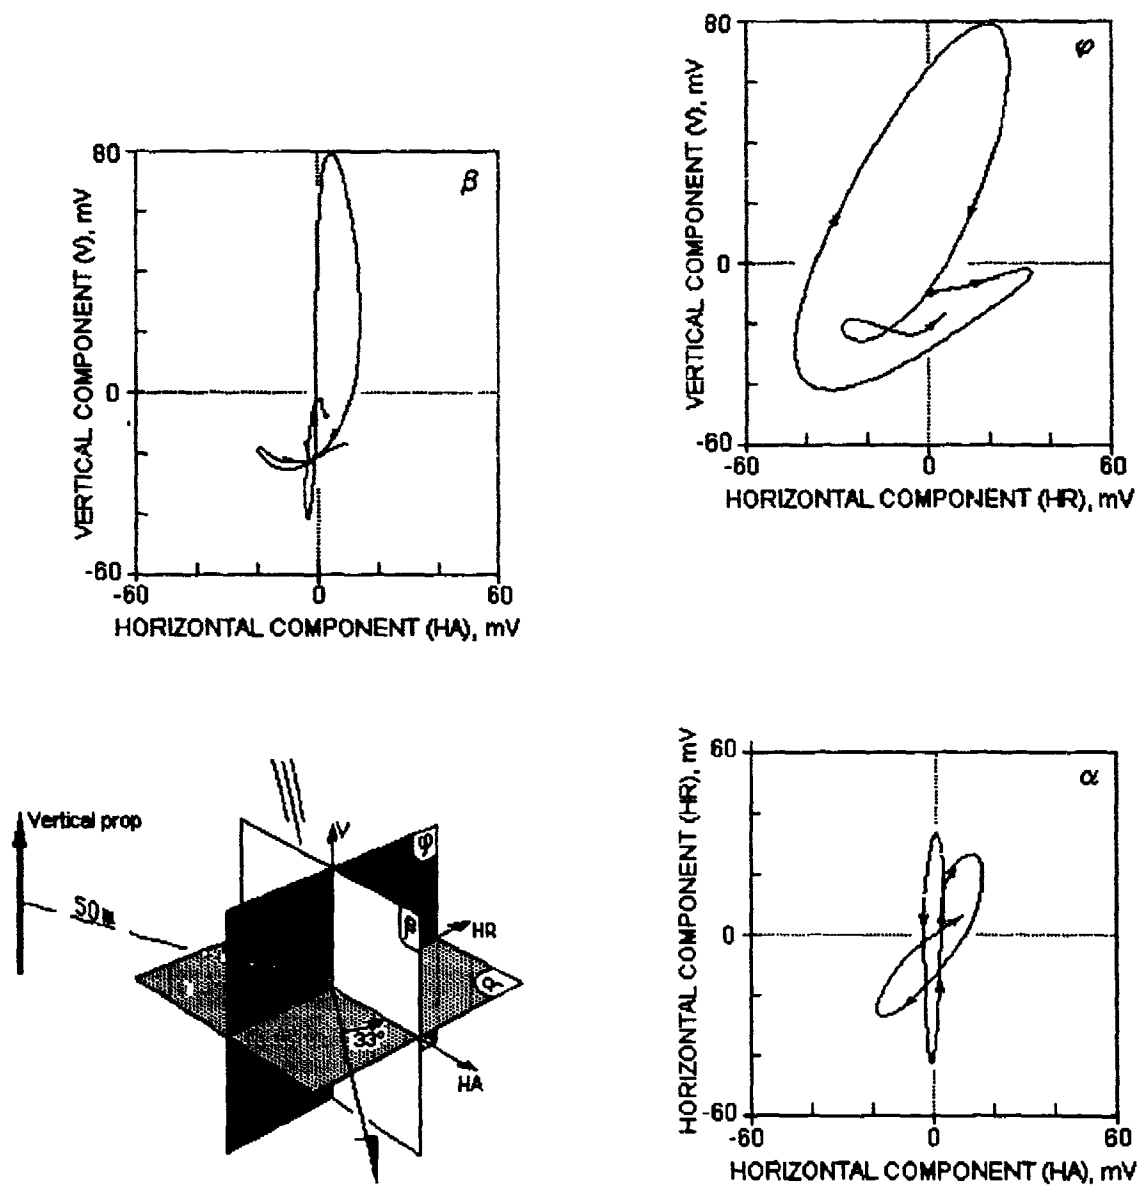 80
β
VERTICAL COMPONENT (V), mV
0
-60
-60
0
60
HORIZONTAL COMPONENT (HA), mV
80
φ
VERTICAL COMPONENT (V), mV
0
-60
-60
0
60
HORIZONTAL COMPONENT (HR), mV
Vertical prop
50m
V
φ
β
HR
α
33°
HA
60
α
HORIZONTAL COMPONENT (HR), mV
0
-60
-60
0
60
HORIZONTAL COMPONENT (HA), mV